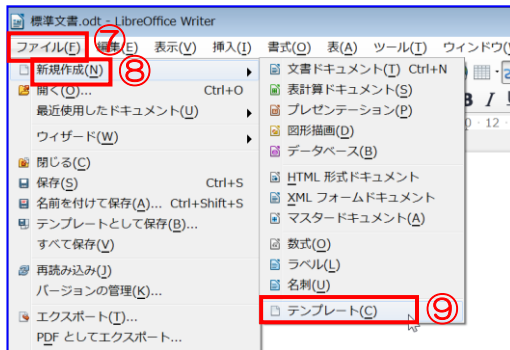 標準文書.odt - LibreOffice Writer
ファイル(F) ⑦ 編集(E) 表示(V) 挿入(I) 書式(O) 表(A) ツール(T) ウィンドウ(
新規作成(N) ⑧
開く(O)... Ctrl+O
最近使用したドキュメント(U)
ウィザード(W)
閉じる(C)
保存(S) Ctrl+S
名前を付けて保存(A)... Ctrl+Shift+S
テンプレートとして保存(B)...
すべて保存(V)
再読み込み(J)
バージョンの管理(K)...
エクスポート(T)...
PDF としてエクスポート...
文書ドキュメント(T) Ctrl+N
表計算ドキュメント(S)
プレゼンテーション(P)
図形描画(D)
データベース(B)
HTML 形式ドキュメント
XML フォームドキュメント
マスタードキュメント(A)
数式(O)
ラベル(L)
名刺(U)
テンプレート(C) ⑨
B I U
· 12 ·